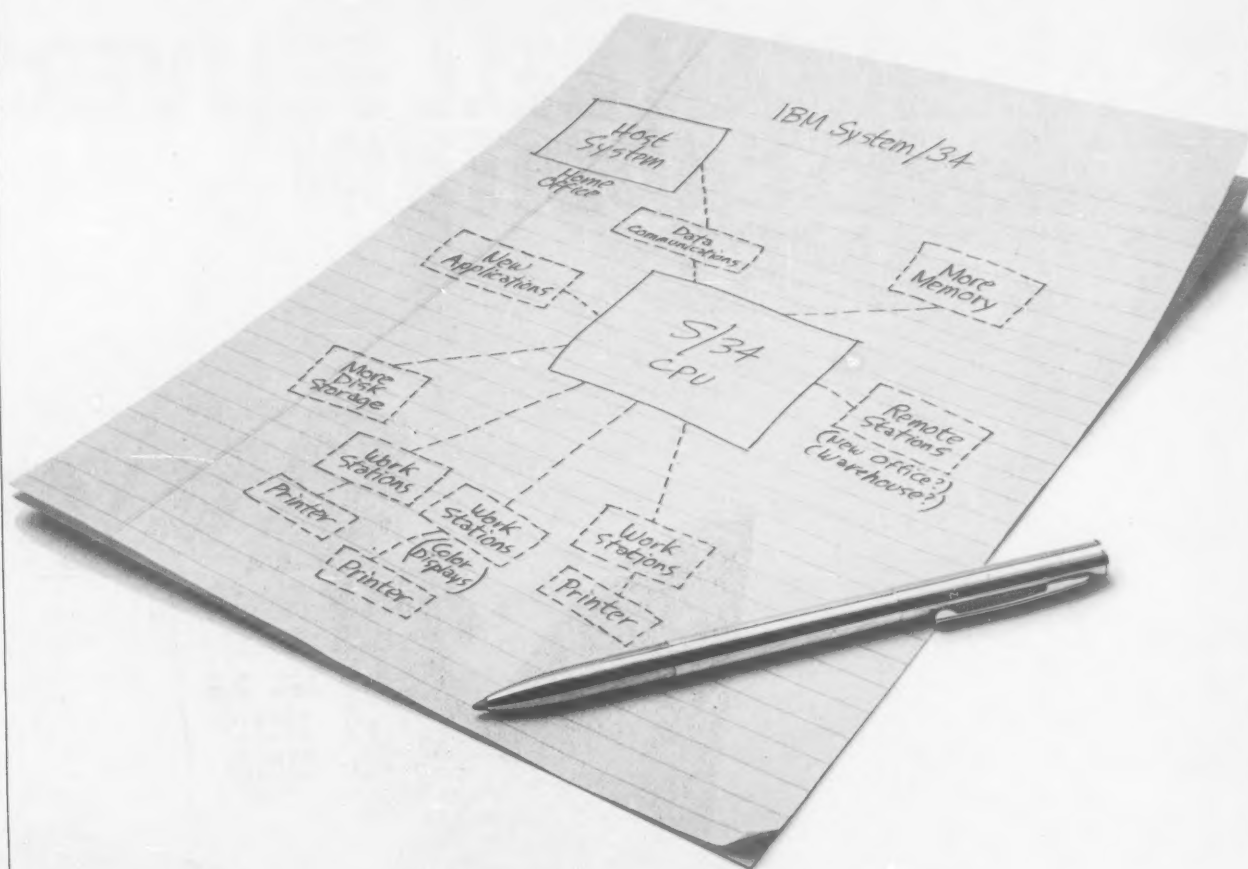 IBM System/34
Host
System
Home
Office
Data
Communications
New
Applications
More
Memory
S/34
CPU
More
Disk
Storage
Remote
Stations
(New office?)
(Warehouse?)
Work
Stations
Printer
Work
Stations
(Color
Displays)
Printer
Work
Stations
Printer